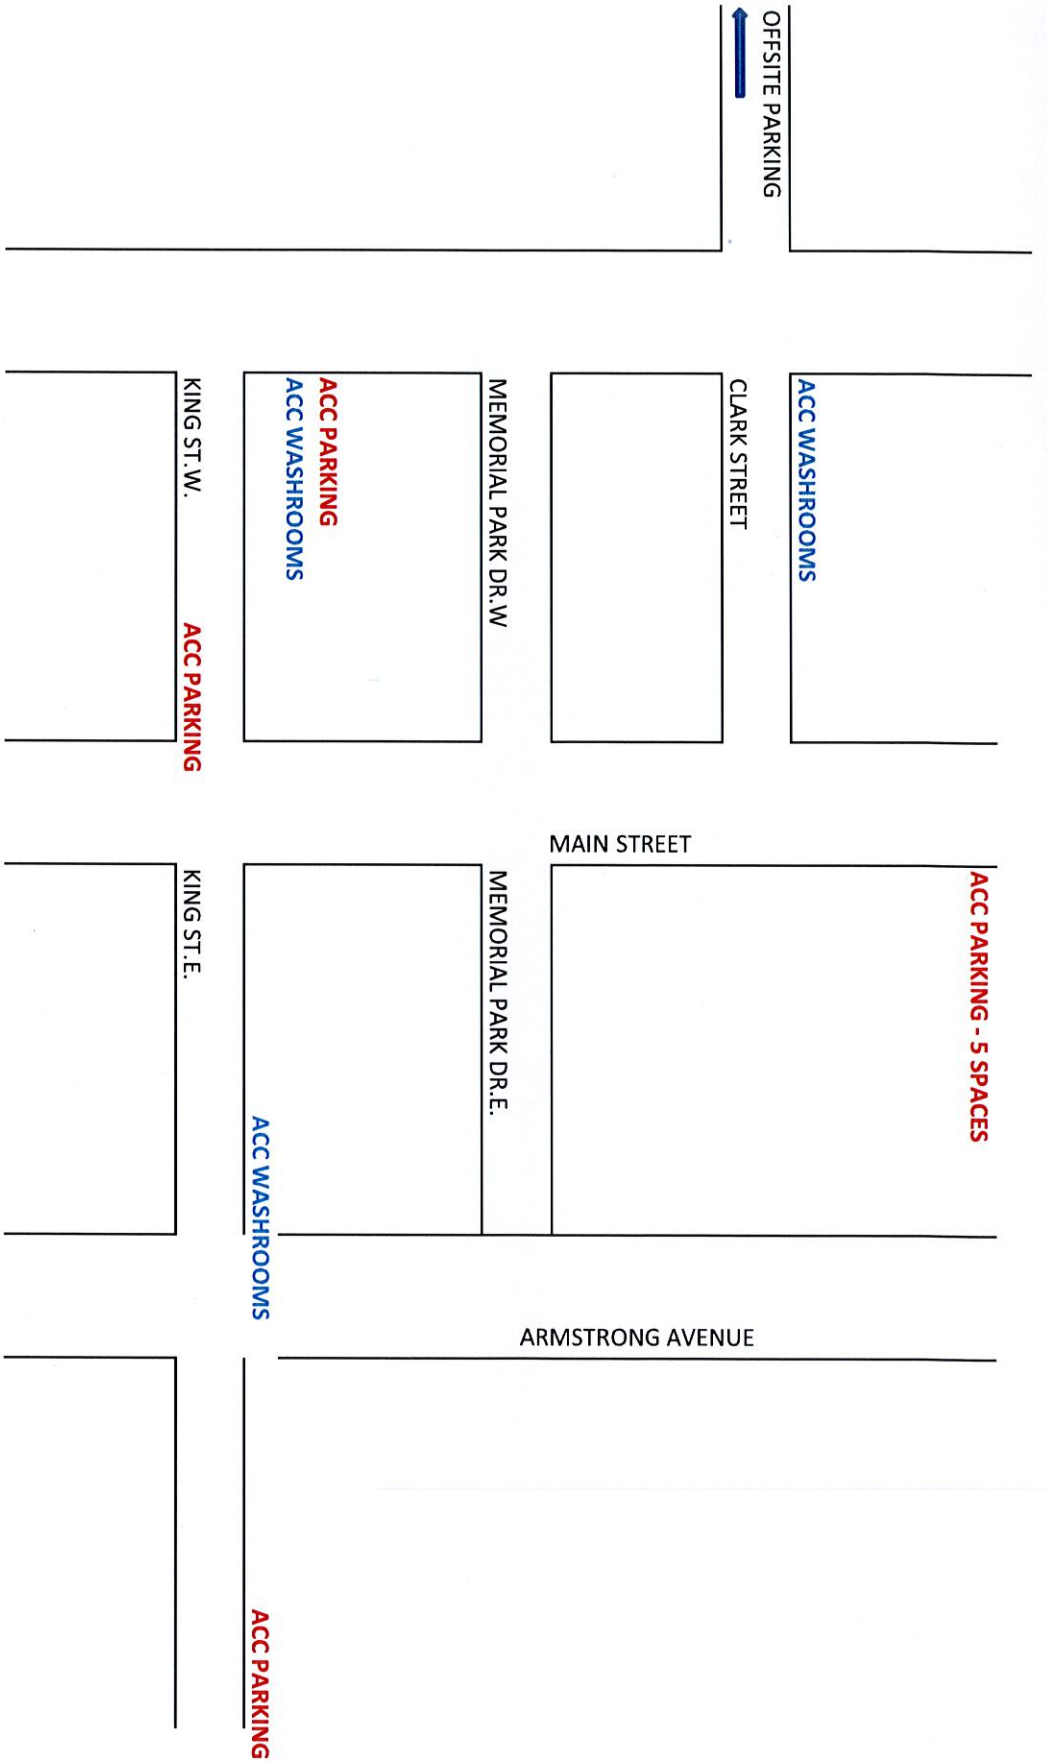 OFFSITE PARKING
ACC WASHROOMS
CLARK STREET
MEMORIAL PARK DR.W
ACC PARKING
ACC WASHROOMS
KING ST.W.
ACC PARKING
MAIN STREET
ACC PARKING - 5 SPACES
MEMORIAL PARK DR.E.
KING ST.E.
ACC WASHROOMS
ARMSTRONG AVENUE
ACC PARKING